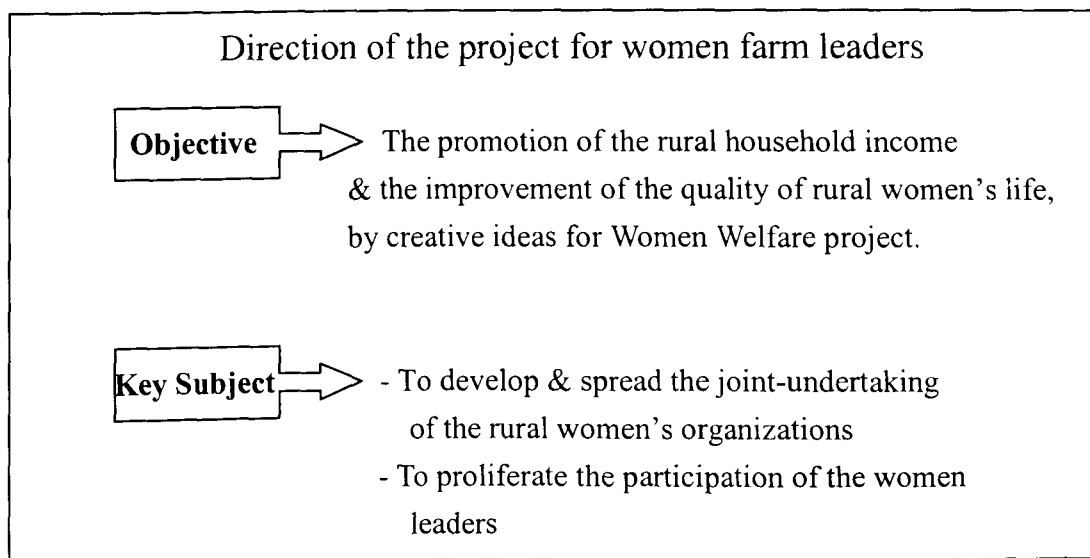 Direction of the project for women farm leaders
Objective
The promotion of the rural household income
& the improvement of the quality of rural women's life,
by creative ideas for Women Welfare project.
Key Subject
- To develop & spread the joint-undertaking
of the rural women's organizations
- To proliferate the participation of the women
leaders